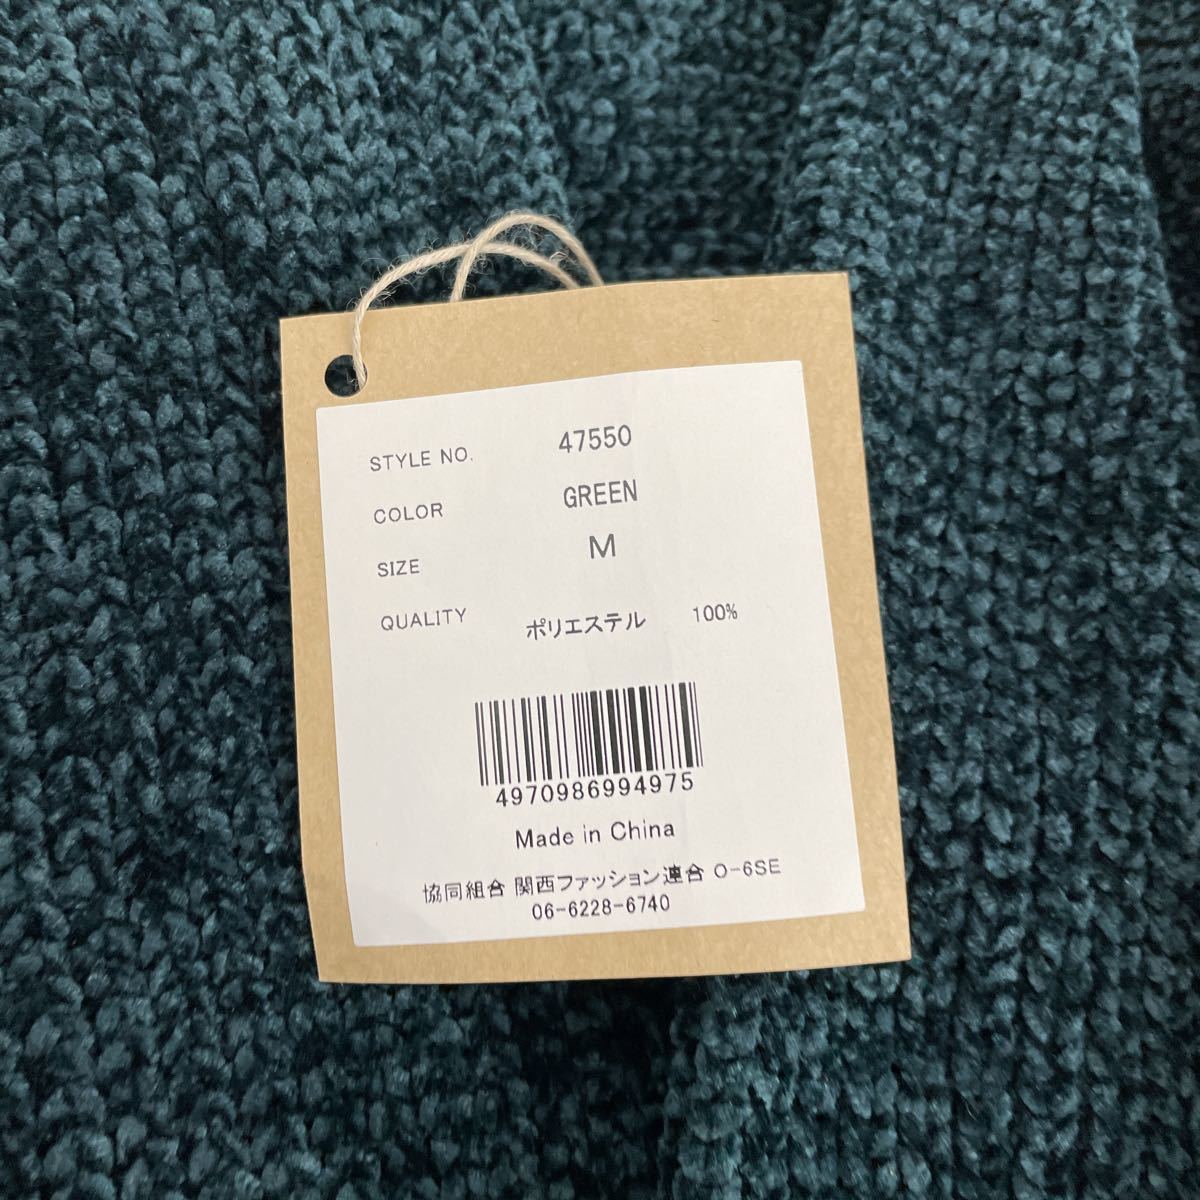 STYLE NO. 47550
COLOR GREEN
SIZE M
QUALITY ポリエステル 100%
4970986994975
Made in China
協同組合 関西ファッション連合 O-6SE
06-6228-6740